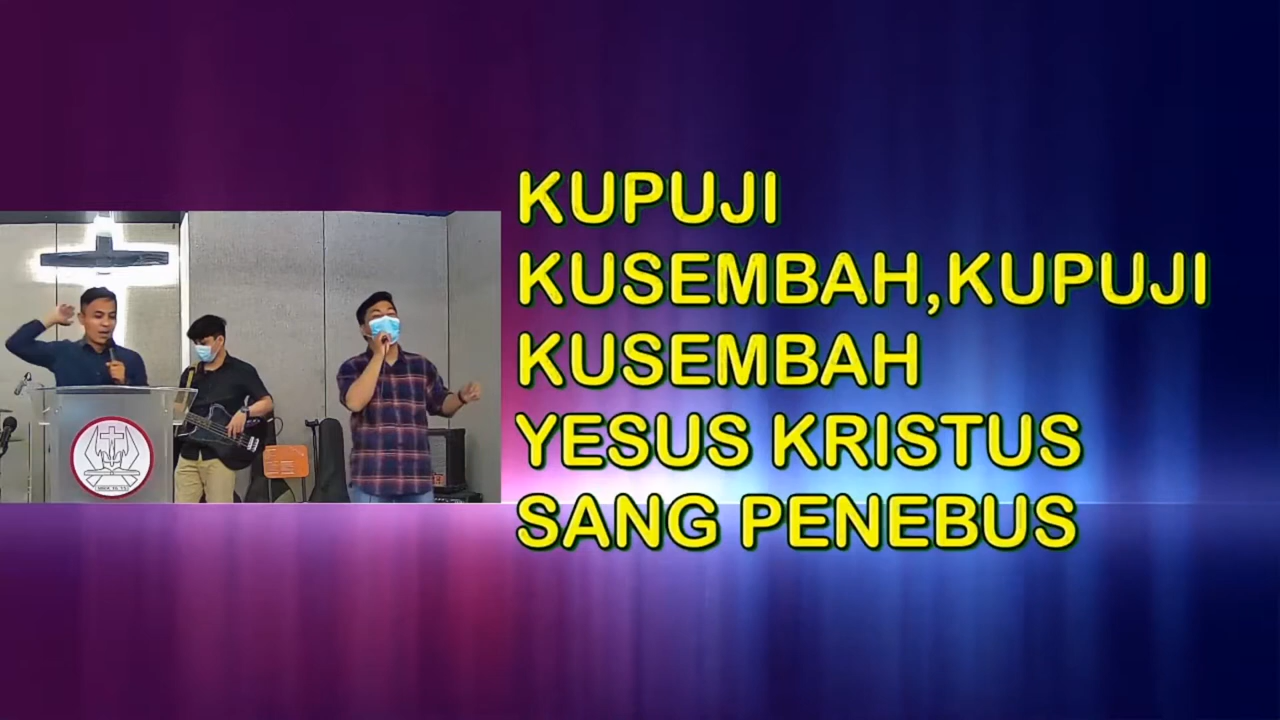 KUPUJI
KUSEMBAH,KUPUJI
KUSEMBAH
YESUS KRISTUS
SANG PENEBUS